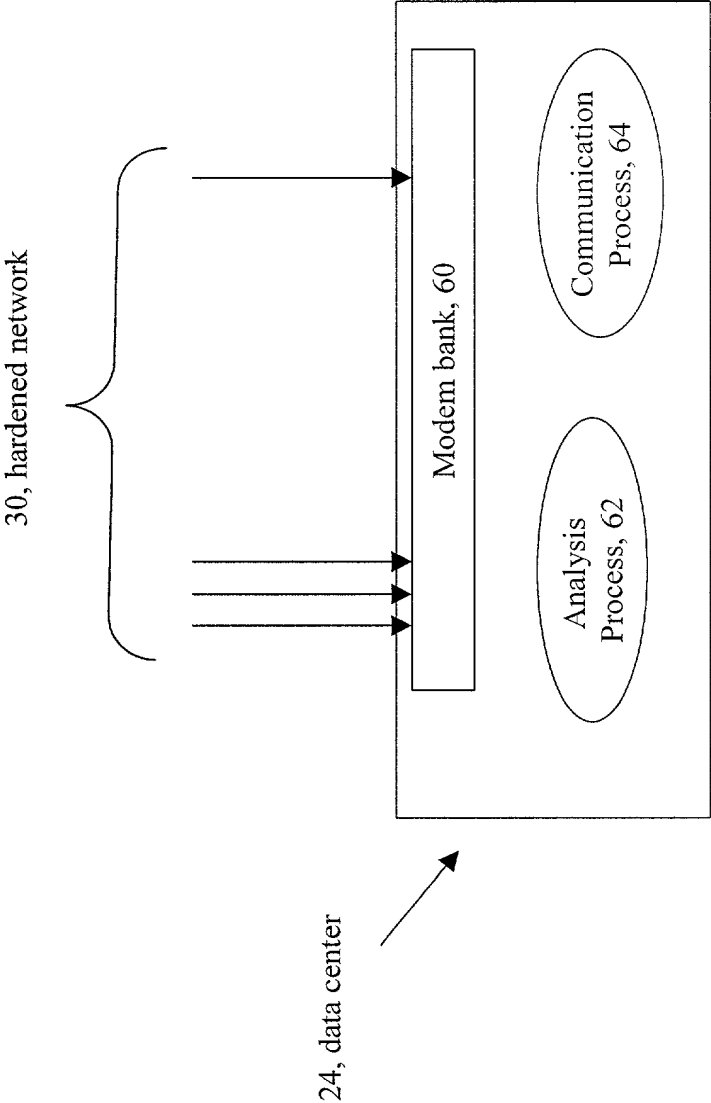 30, hardened network
Modem bank, 60
Analysis
Process, 62
Communication
Process, 64
24, data center